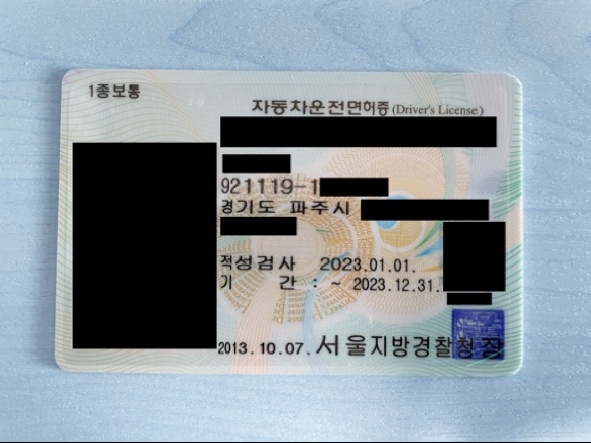 1종보통
자동차운전면허증 (Driver's License)
921119-1
경기도 파주시
적성검사 2023.01.01.
기 간 : ~ 2023.12.31.
2013.10.07. 서울지방경찰청장